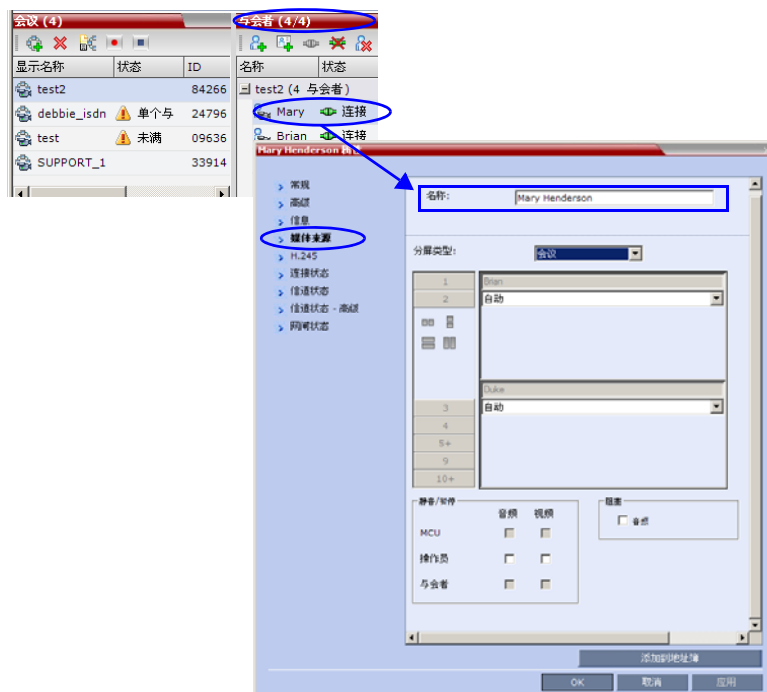 会议 (4)
显示名称 状态 ID
test2 84266
debbie_isdn 单个与 24796
test 未满 09636
SUPPORT_1 33914
与会者 (4/4)
名称 状态
test2 (4 与会者)
Mary 连接
Brian 连接
Mary Henderson
常规
高级
信息
媒体来源
H.245
连接状态
信道状态
信道状态 - 高级
网闸状态
名称: Mary Henderson
分屏类型: 会议
1 Brian
2 自动
Duke
3 自动
4
5+
9
10+
静音/暂停
音频 视频
MCU
操作员
与会者
阻塞
音频
添加到地址簿
OK 取消 应用